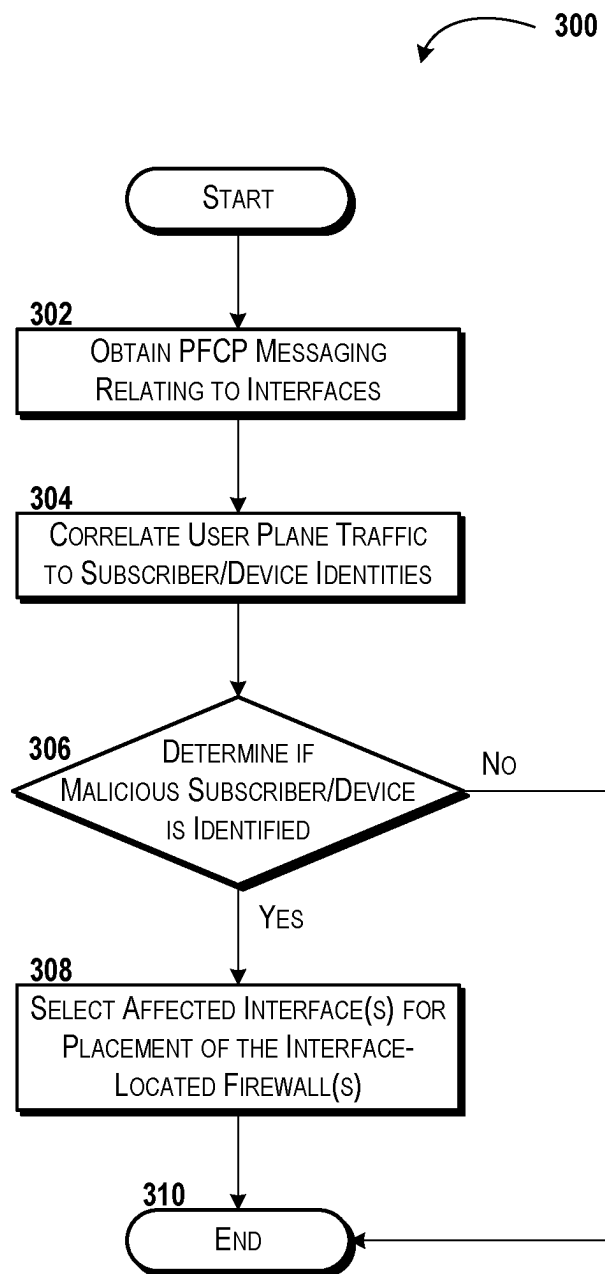 300
START
302
OBTAIN PFCP MESSAGING
RELATING TO INTERFACES
304
CORRELATE USER PLANE TRAFFIC
TO SUBSCRIBER/DEVICE IDENTITIES
306
DETERMINE IF
MALICIOUS SUBSCRIBER/DEVICE
IS IDENTIFIED
NO
YES
308
SELECT AFFECTED INTERFACE(S) FOR
PLACEMENT OF THE INTERFACE-
LOCATED FIREWALL(S)
310
END